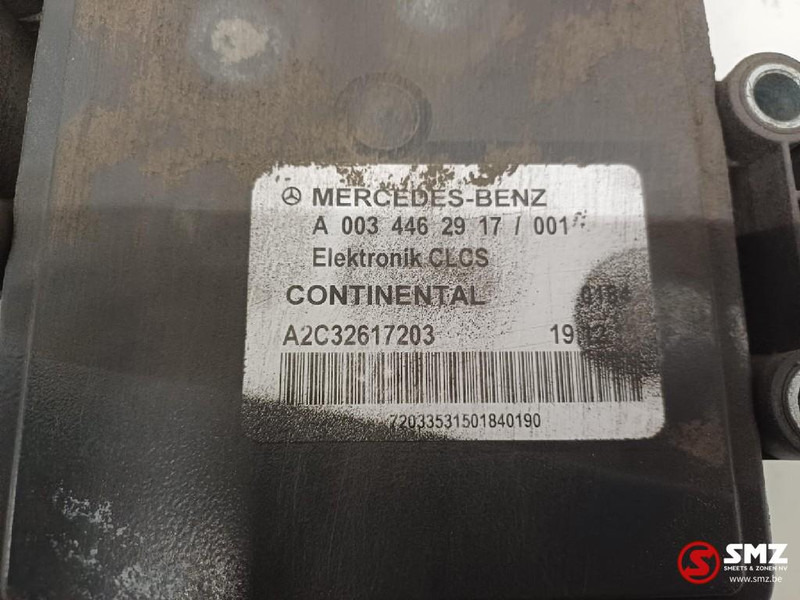 MERCEDES-BENZ
A 003 446 29 17 / 001
Elektronik CLCS
CONTINENTAL
A2C32617203
72033531501840190
SMZ
SMEETS & ZONEN NV
www.smz.be